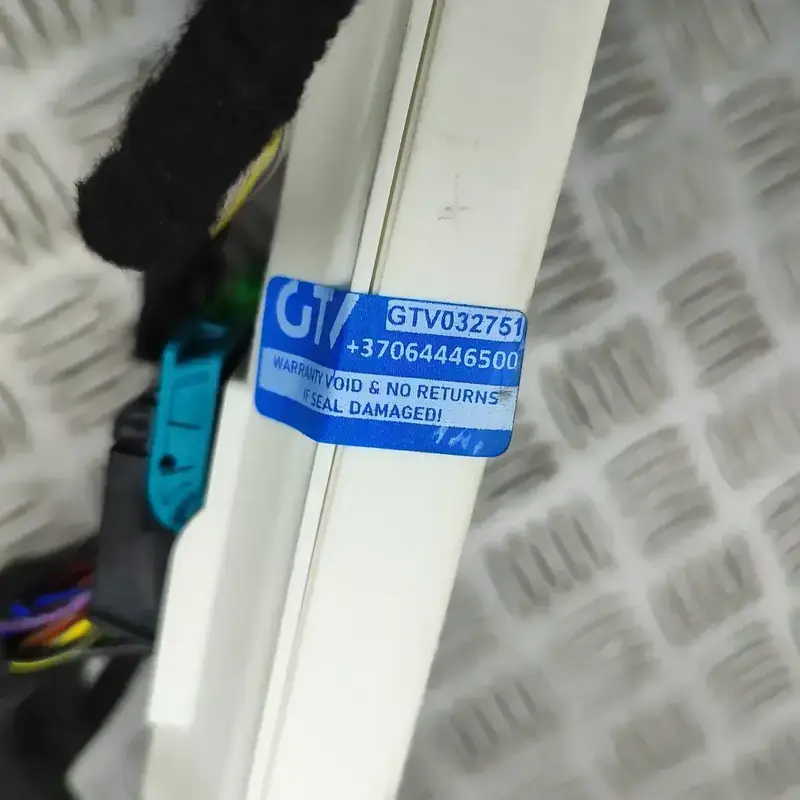 GTV
GTV032751
+37064446500
WARRANTY VOID & NO RETURNS
IF SEAL DAMAGED!